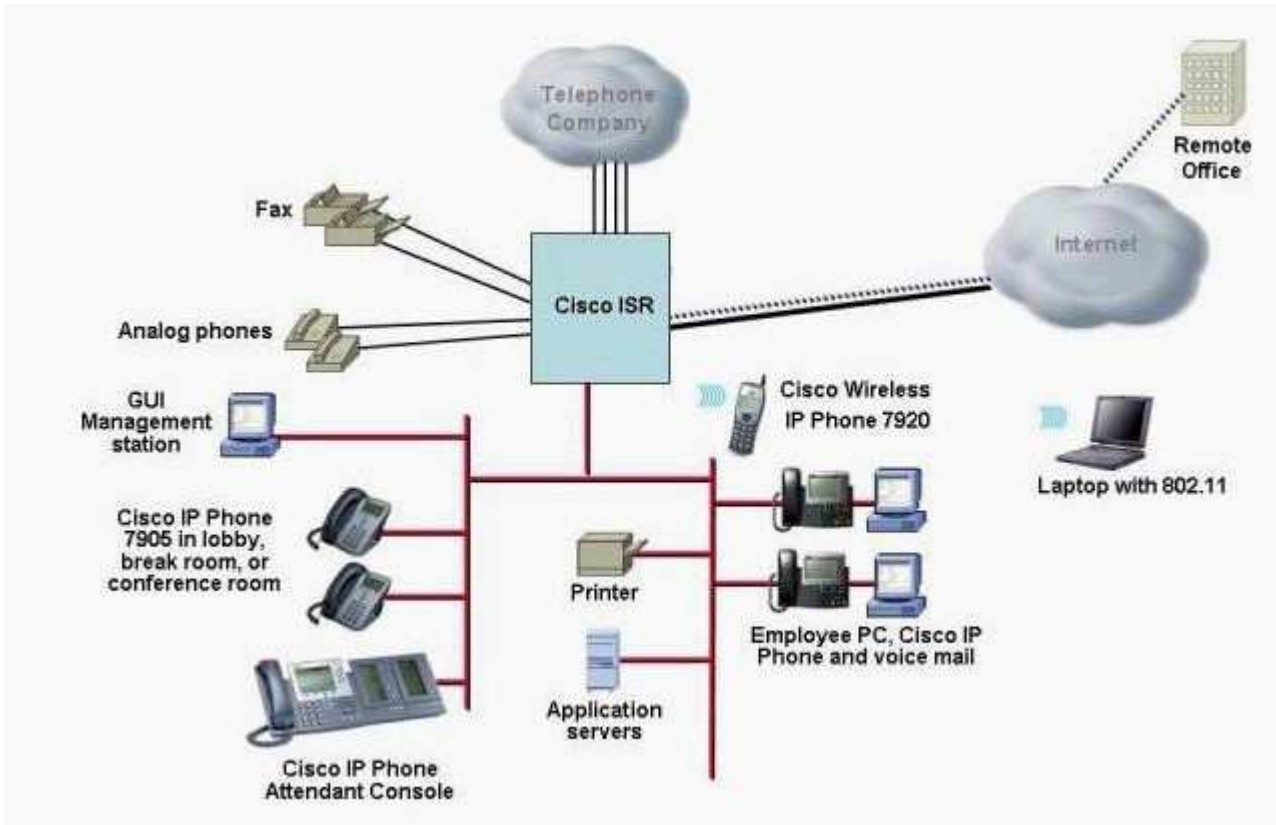 Telephone
Company
Remote
Office
Fax
Internet
Cisco ISR
Analog phones
GUI
Management
station
Cisco Wireless
IP Phone 7920
Laptop with 802.11
Cisco IP Phone
7905 in lobby,
break room, or
conference room
Printer
Employee PC, Cisco IP
Phone and voice mail
Application
servers
Cisco IP Phone
Attendant Console